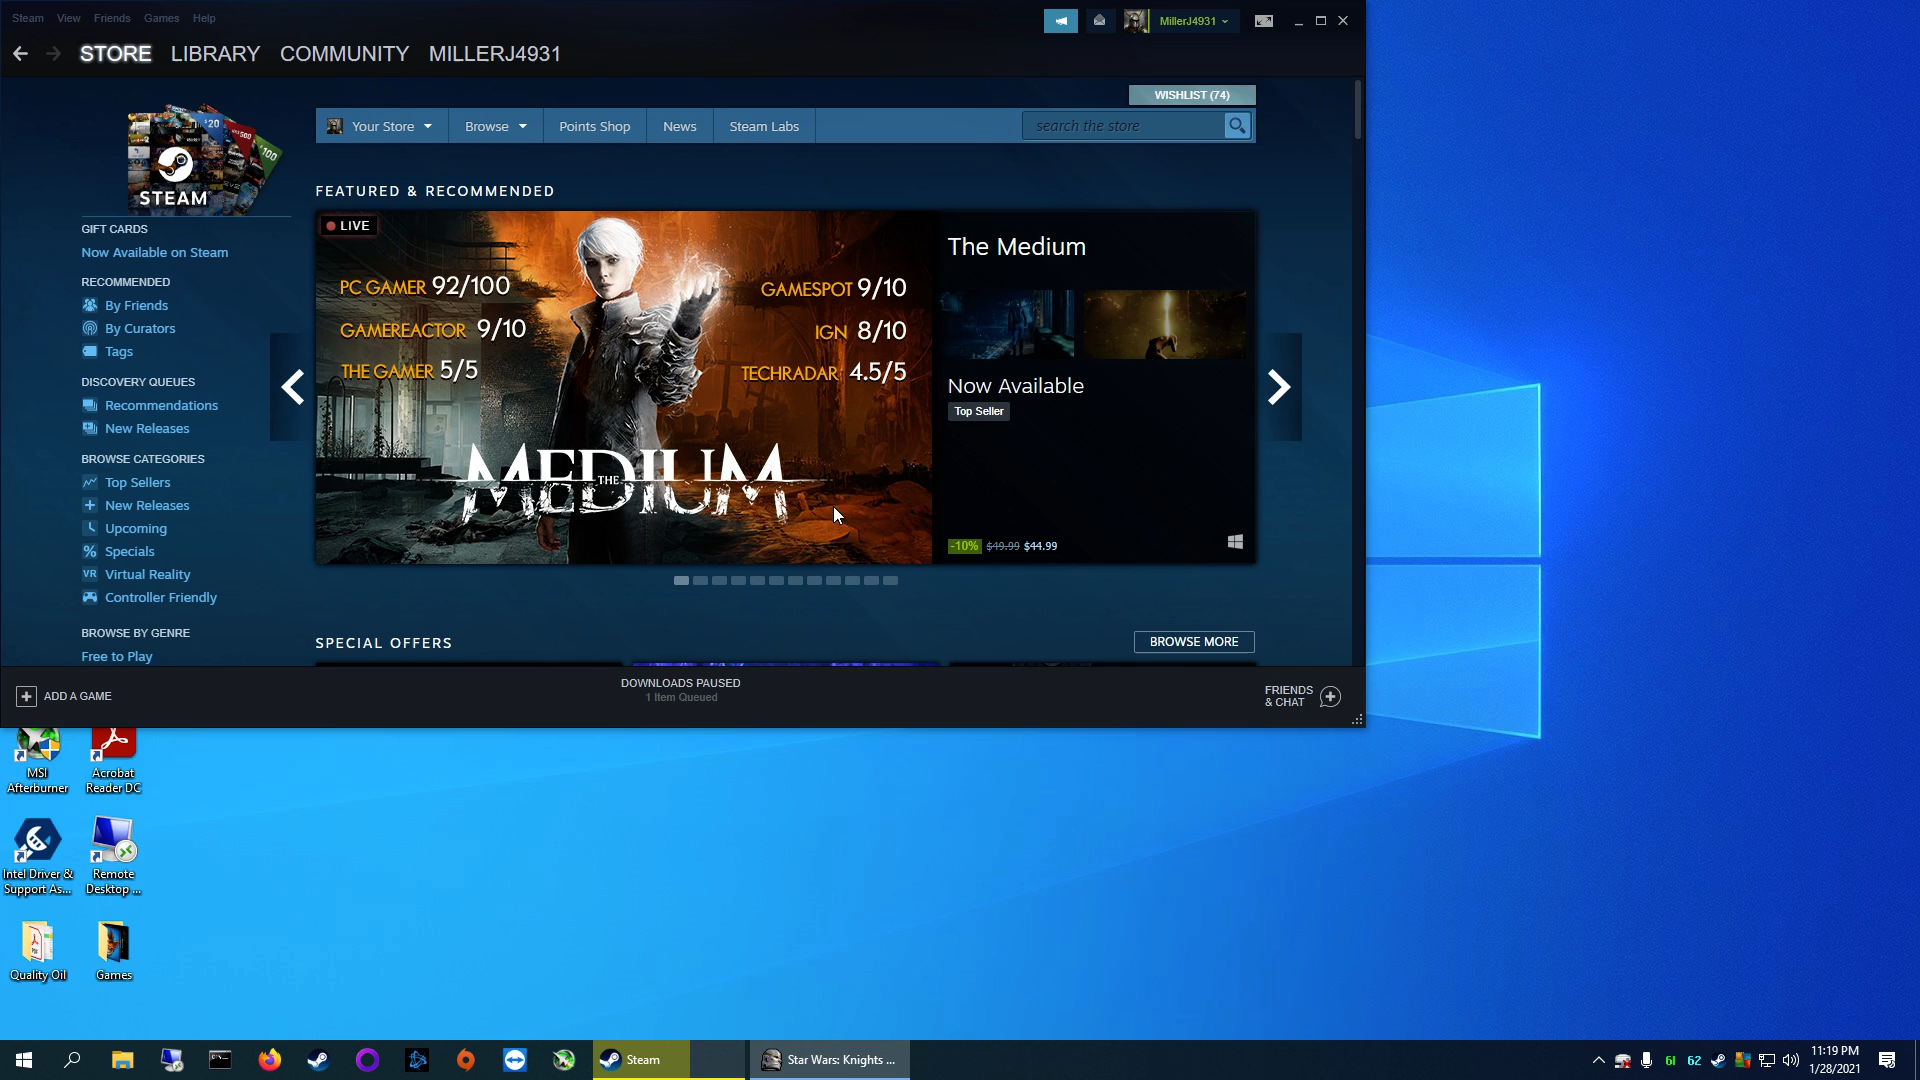 Steam View Friends Games Help
MillerJ4931
STORE LIBRARY COMMUNITY MILLERJ4931
WISHLIST (74)
Your Store Browse Points Shop News Steam Labs search the store
$20
$100
STEAM
GIFT CARDS
Now Available on Steam
RECOMMENDED
By Friends
By Curators
Tags
DISCOVERY QUEUES
Recommendations
New Releases
BROWSE CATEGORIES
Top Sellers
New Releases
Upcoming
Specials
VR Virtual Reality
Controller Friendly
BROWSE BY GENRE
Free to Play
FEATURED & RECOMMENDED
LIVE
PC GAMER 92/100
GAMEREACTOR 9/10
THE GAMER 5/5
GAMESPOT 9/10
IGN 8/10
TECHRADAR 4.5/5
THE MEDIUM
The Medium
Now Available
Top Seller
-10% $49.99 $44.99
SPECIAL OFFERS
BROWSE MORE
ADD A GAME
DOWNLOADS PAUSED
1 Item Queued
FRIENDS
& CHAT
MSI
Afterburner
Acrobat
Reader DC
Intel Driver &
Support As...
Remote
Desktop ...
Quality Oil
Games
Steam
Star Wars: Knights ...
61 62
11:19 PM
1/28/2021